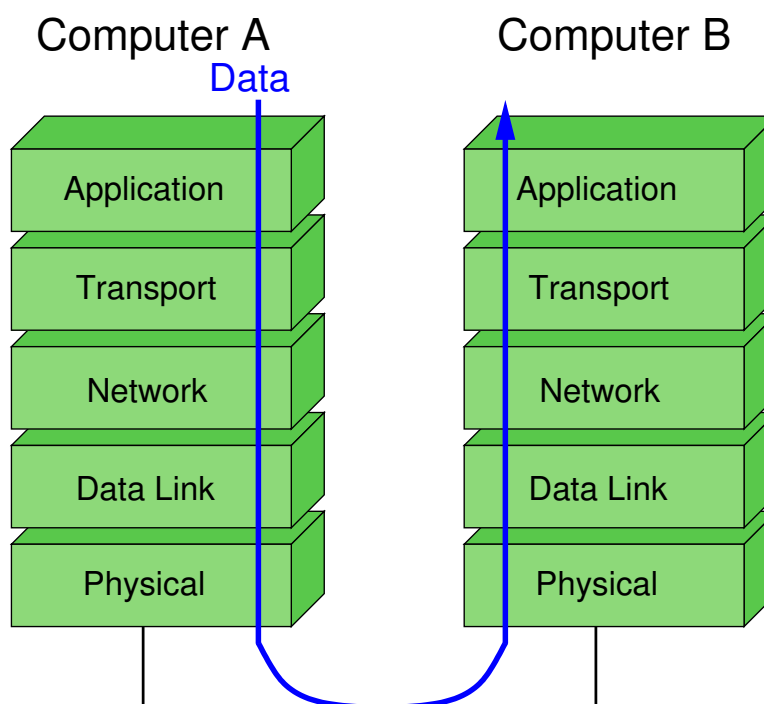 Computer A
Computer B
Data
Application
Application
Transport
Transport
Network
Network
Data Link
Data Link
Physical
Physical